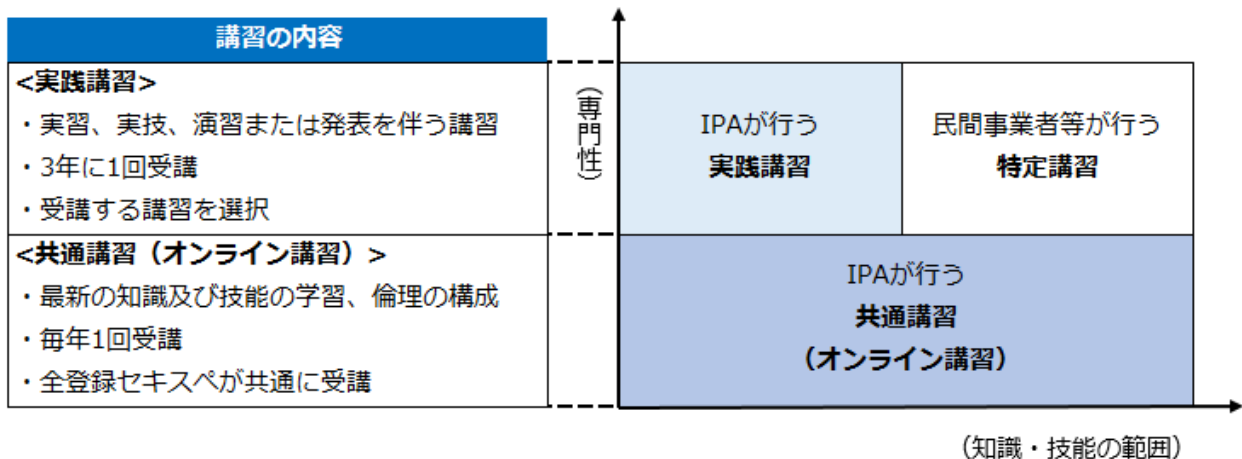 講習の内容
<実践講習>
・実習、実技、演習または発表を伴う講習
・3年に1回受講
・受講する講習を選択
<共通講習（オンライン講習）>
・最新の知識及び技能の学習、倫理の構成
・毎年1回受講
・全登録セキスペが共通に受講
（専門性）
IPAが行う
実践講習
民間事業者等が行う
特定講習
IPAが行う
共通講習
（オンライン講習）
（知識・技能の範囲）